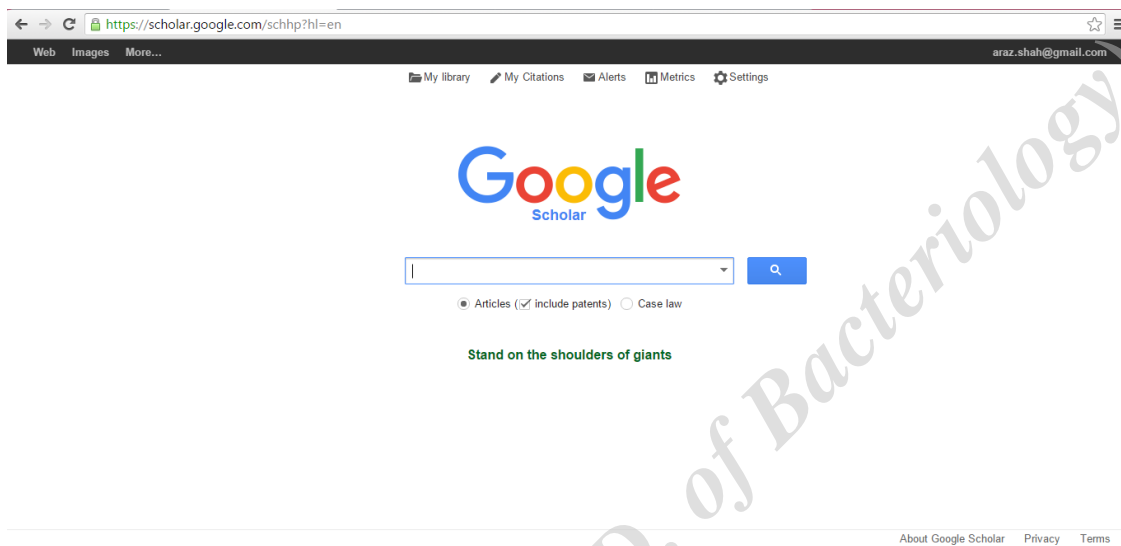 https://scholar.google.com/schhp?hl=en
Web Images More... araz.shah@gmail.com
My library My Citations Alerts Metrics Settings
Google
Scholar
Articles ( include patents) Case law
Stand on the shoulders of giants
of Bacteriology
About Google Scholar Privacy Terms